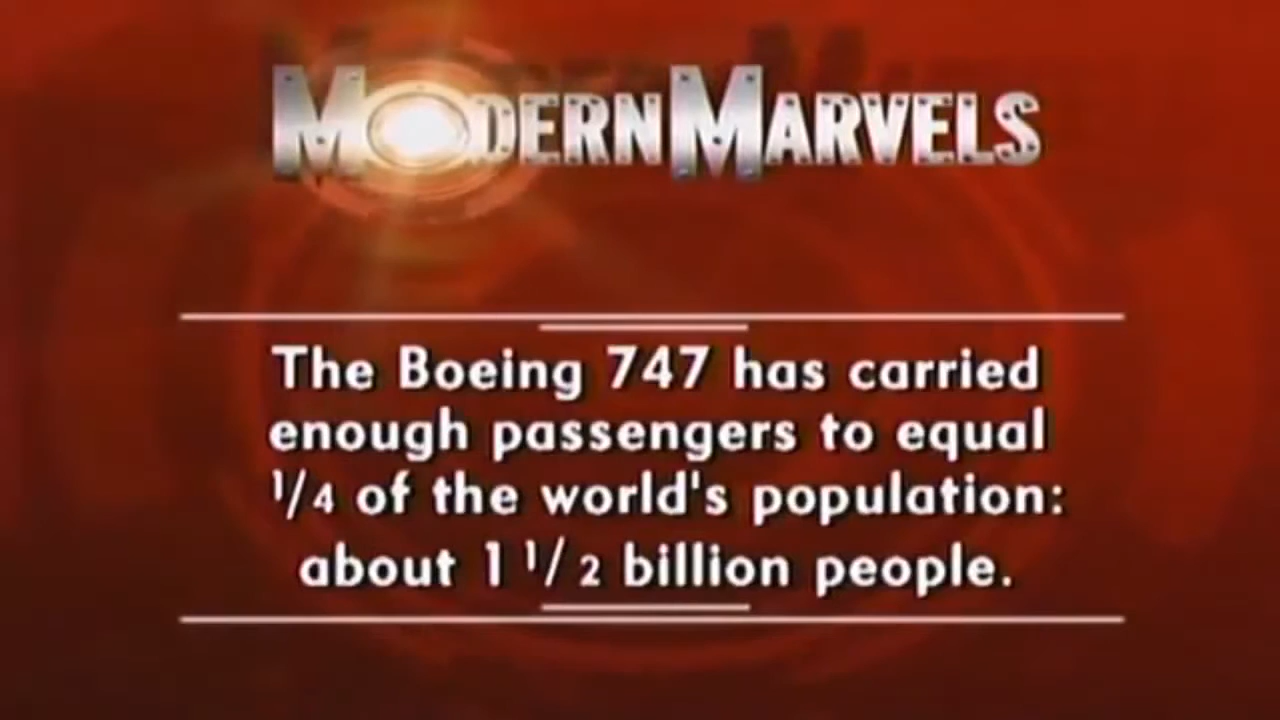 MODERN MARVELS
The Boeing 747 has carried
enough passengers to equal
1/4 of the world's population:
about 1 1/2 billion people.